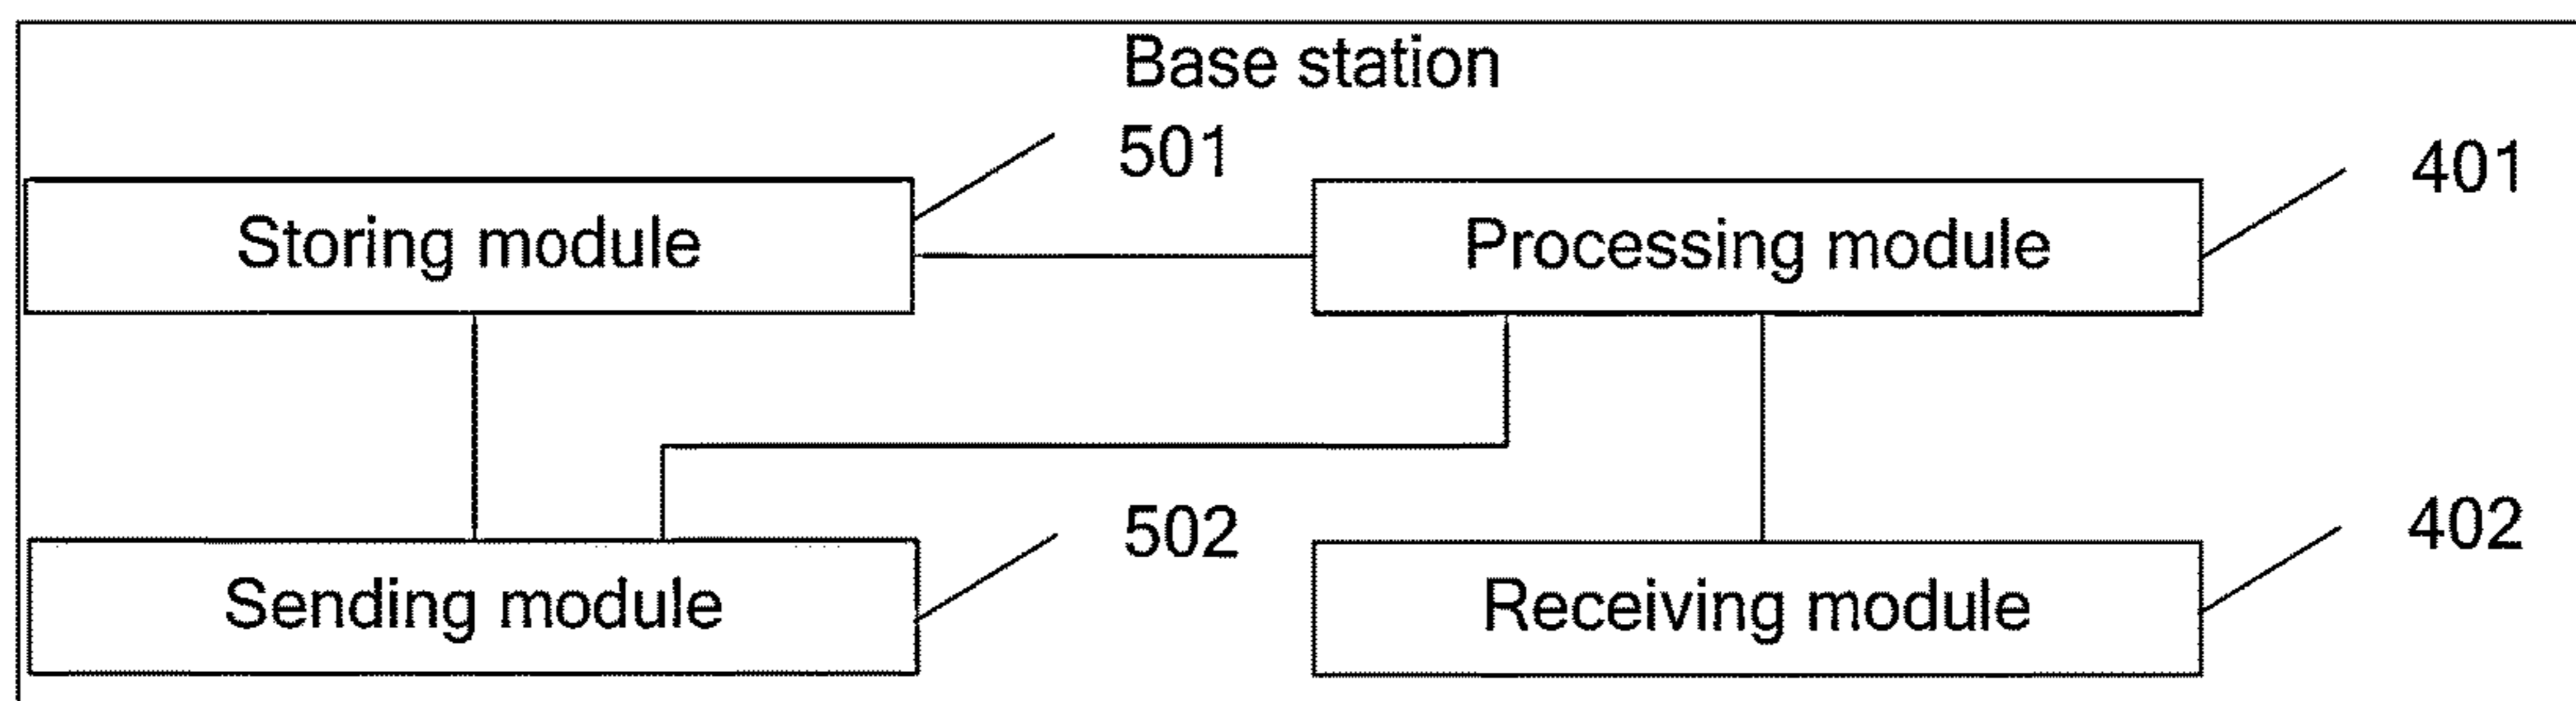 Base station
501
401
Storing module
Processing module
502
402
Sending module
Receiving module